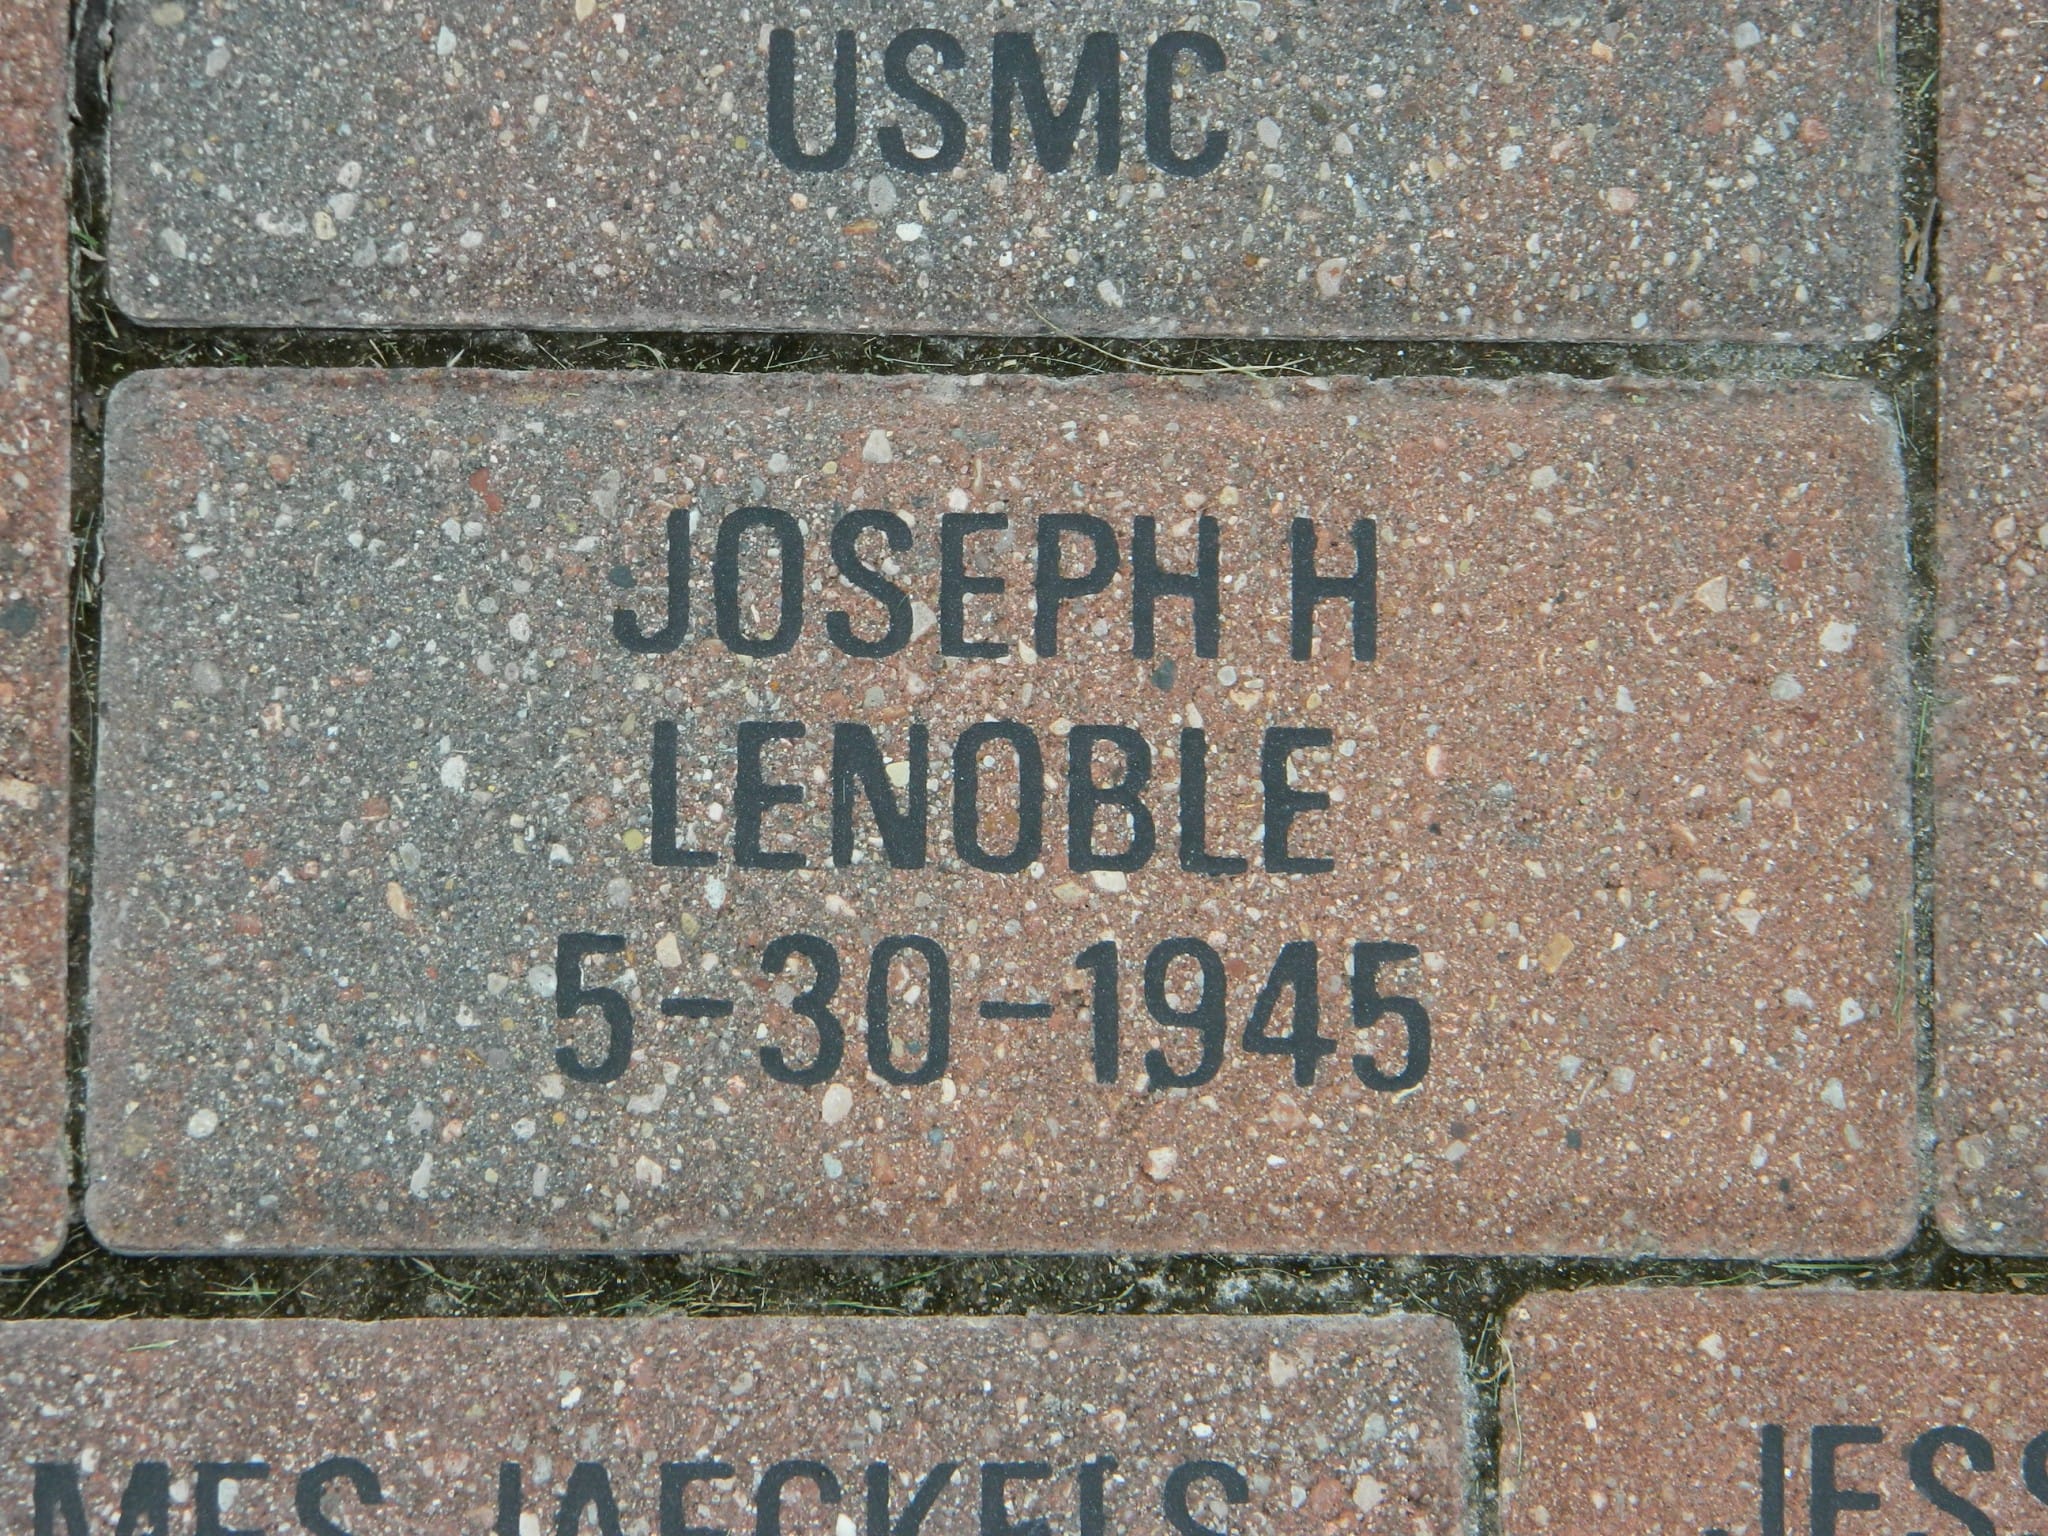 USMC
JOSEPH H
LENOBLE
5-30-1945